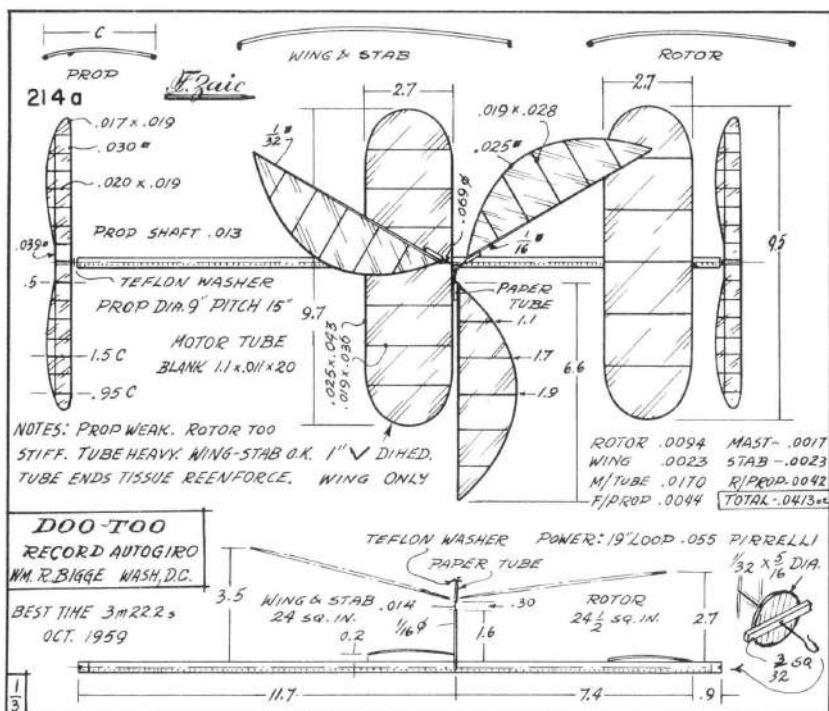 C
PROP
WING & STAB
ROTOR
214a
F. Zaic
2.7
2.7
.017 x .019
.030 □
.020 x .019
1/32 □
.019 x .028
.025 □
.069 ø
1/16 □
PROP SHAFT .013
.039 □
.5
TEFLON WASHER
PROP DIA. 9" PITCH 15"
9.7
9.5
PAPER
TUBE
MOTOR TUBE
BLANK 1.1 x .011 x 20
.025 x .043
.019 x .036
1.1
1.7
1.9
6.6
1.5 C
.95 C
NOTES: PROP WEAK. ROTOR TOO
STIFF. TUBE HEAVY. WING-STAB O.K. 1" V DIHED.
TUBE ENDS TISSUE REENFORCE. WING ONLY
ROTOR .0094 MAST- .0017
WING .0023 STAB - .0023
M/TUBE .0170 R/PROP- .0042
F/PROP .0044 TOTAL- .0413 oz
DOO-TOO
RECORD AUTOGIRO
WM. R. BIGGE WASH, D.C.
BEST TIME 3m 22.2s
OCT. 1959
TEFLON WASHER
PAPER TUBE
POWER: 19" LOOP .055 PIRRELLI
1/32 x 5/16 DIA.
3.5
WING & STAB
24 SQ. IN.
.014
.30
ROTOR
24 1/2 SQ. IN.
2.7
1/16 ø
1.6
0.2
3/32 SQ
11.7
7.4
.9
1/3